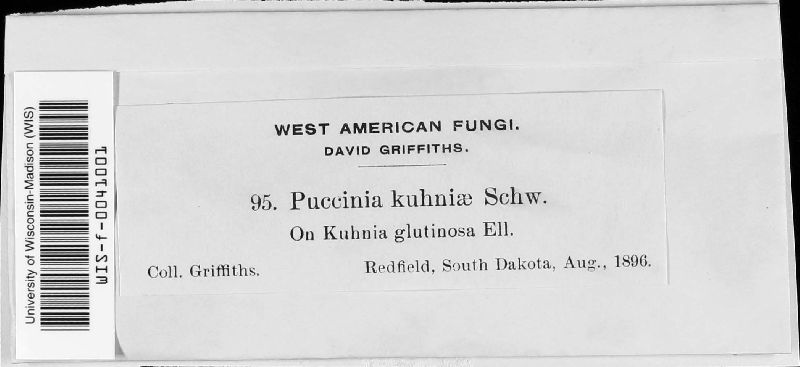 WEST AMERICAN FUNGI.
DAVID GRIFFITHS.
95. Puccinia kuhniæ Schw.
On Kuhnia glutinosa Ell.
Coll. Griffiths. Redfield, South Dakota, Aug., 1896.
University of Wisconsin-Madison (WIS)
WIS-f-0041001